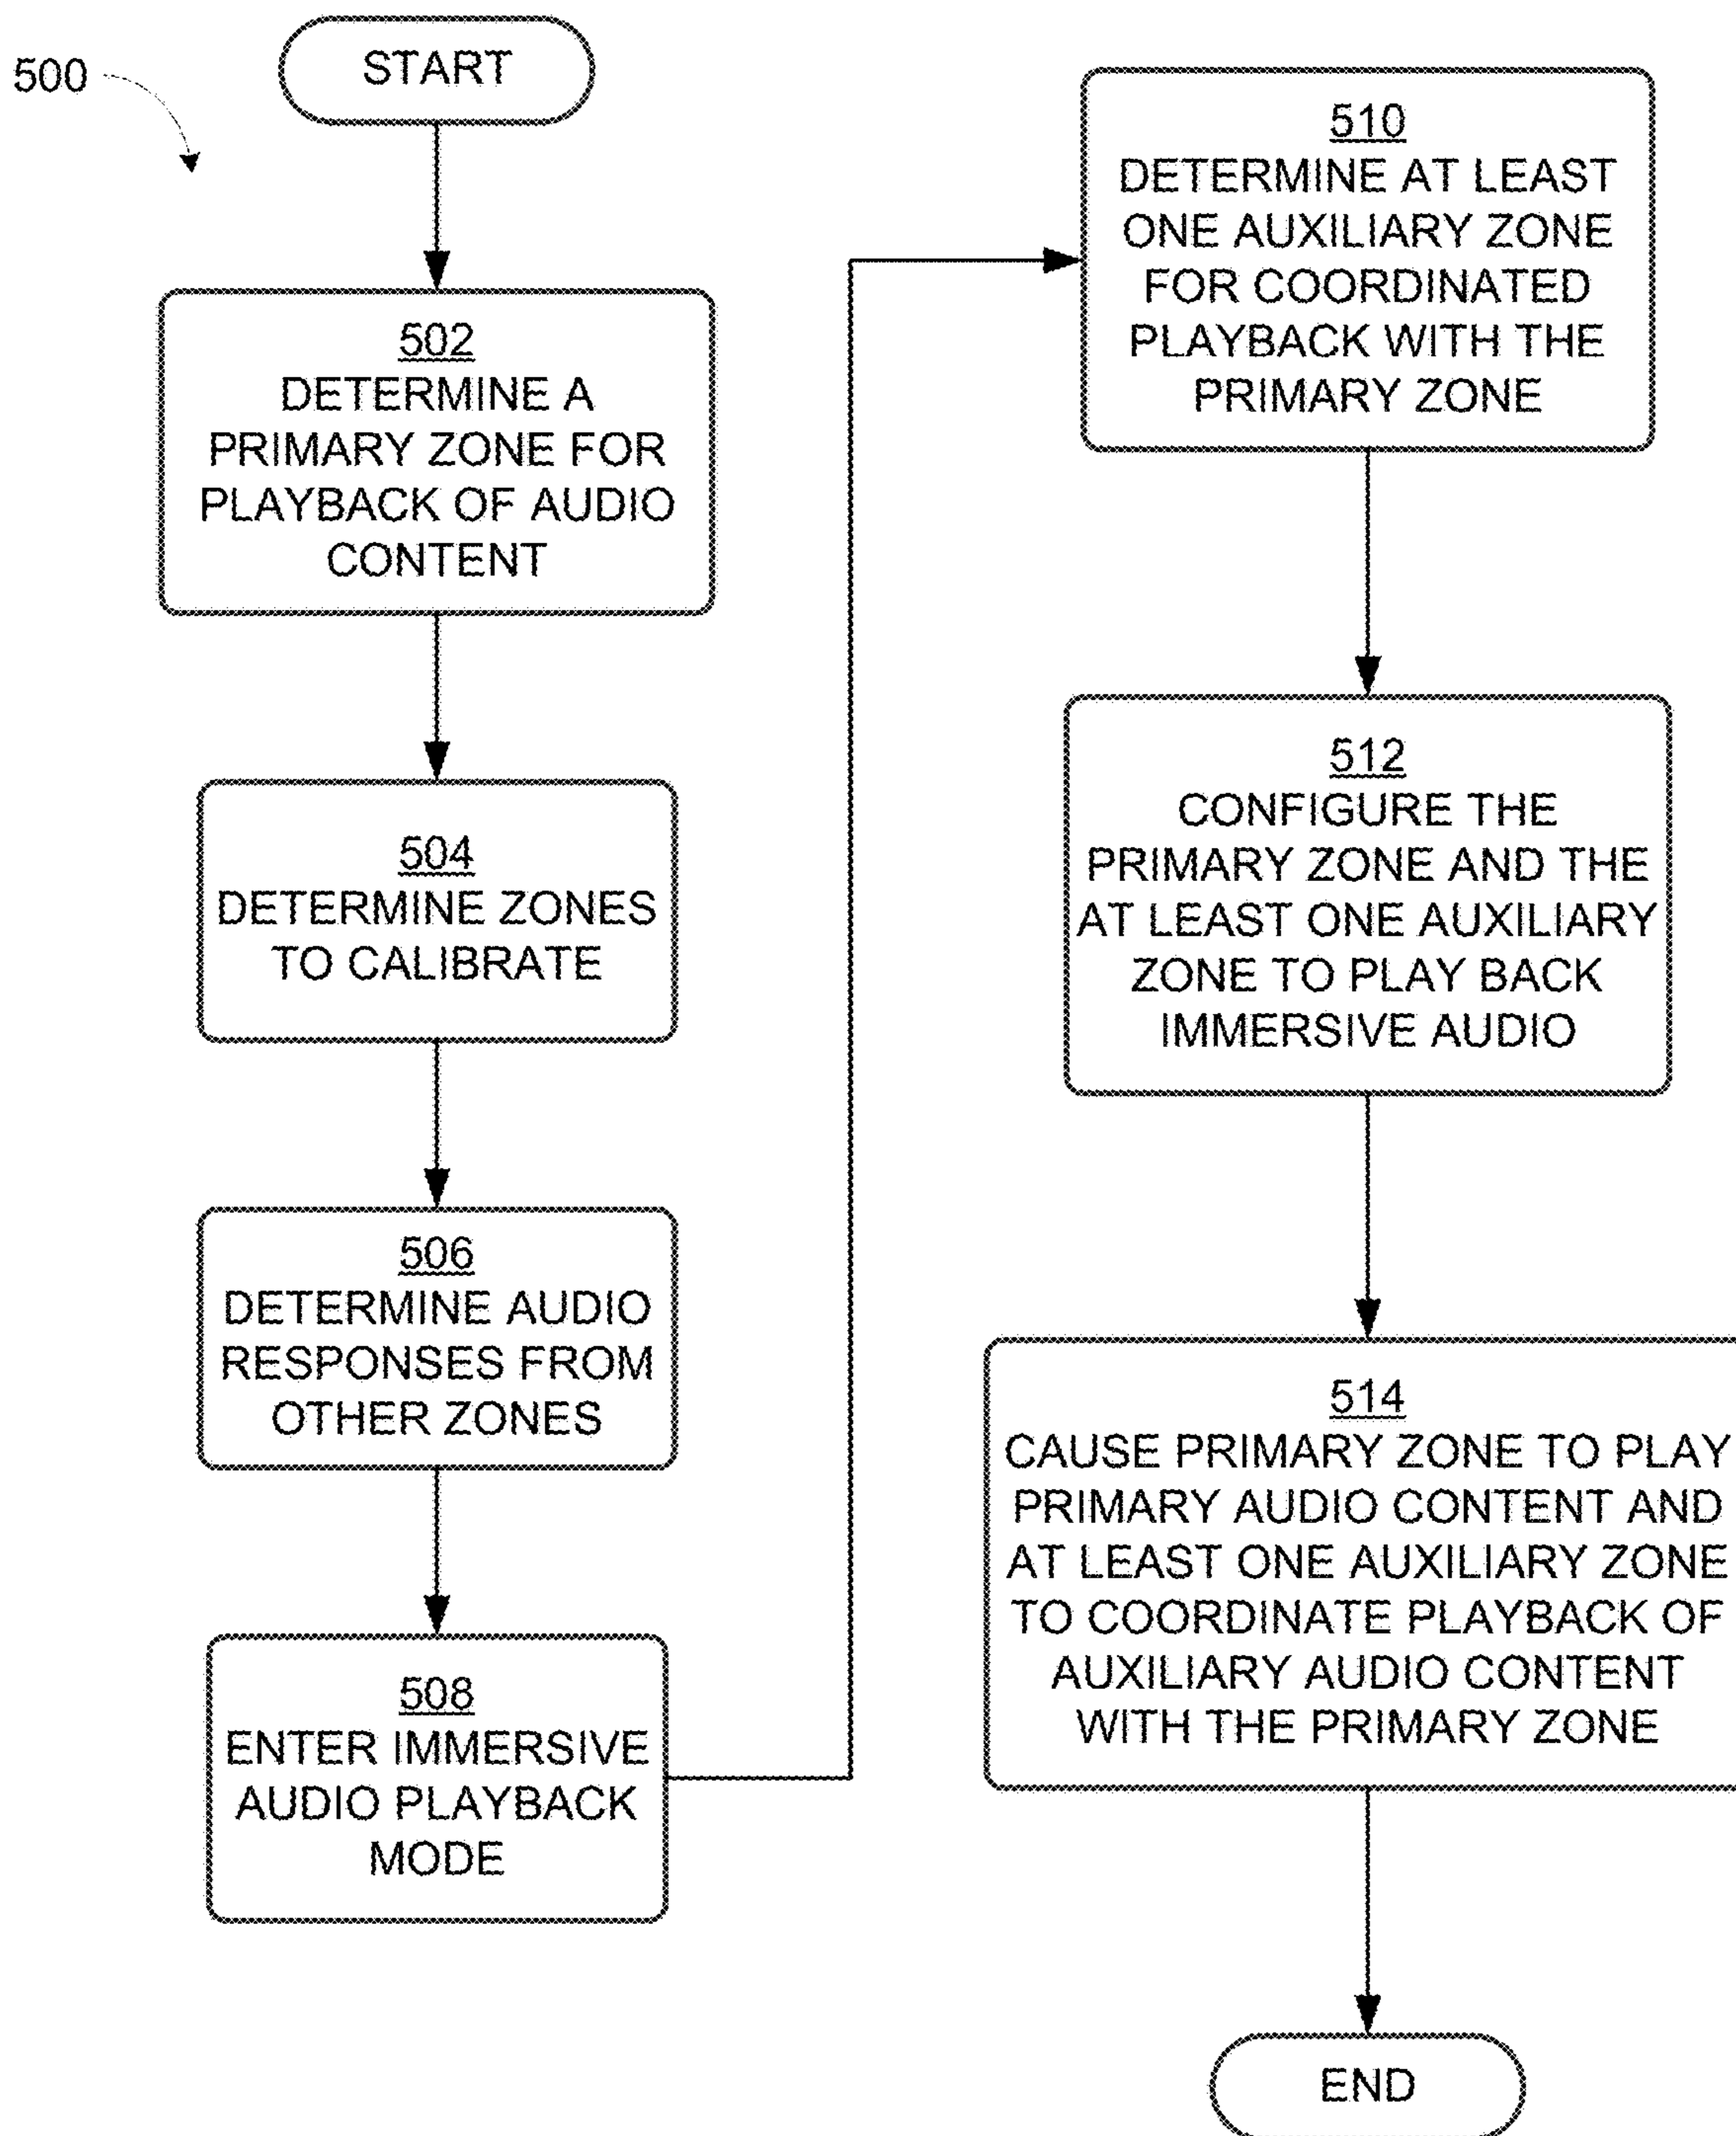 500
START
502
DETERMINE A
PRIMARY ZONE FOR
PLAYBACK OF AUDIO
CONTENT
504
DETERMINE ZONES
TO CALIBRATE
506
DETERMINE AUDIO
RESPONSES FROM
OTHER ZONES
508
ENTER IMMERSIVE
AUDIO PLAYBACK
MODE
510
DETERMINE AT LEAST
ONE AUXILIARY ZONE
FOR COORDINATED
PLAYBACK WITH THE
PRIMARY ZONE
512
CONFIGURE THE
PRIMARY ZONE AND THE
AT LEAST ONE AUXILIARY
ZONE TO PLAY BACK
IMMERSIVE AUDIO
514
CAUSE PRIMARY ZONE TO PLAY
PRIMARY AUDIO CONTENT AND
AT LEAST ONE AUXILIARY ZONE
TO COORDINATE PLAYBACK OF
AUXILIARY AUDIO CONTENT
WITH THE PRIMARY ZONE
END